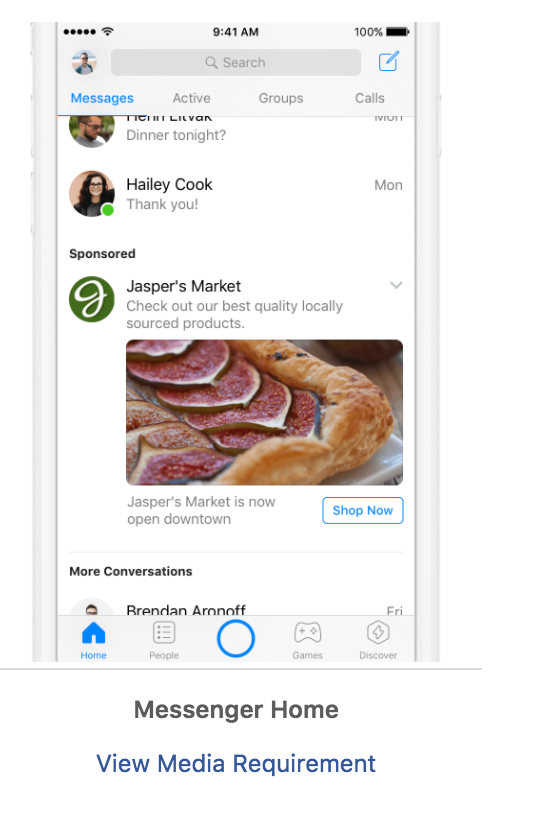 9:41 AM 100%
Search
Messages Active Groups Calls
Henri Litvak Mon
Dinner tonight?
Hailey Cook Mon
Thank you!
Sponsored
Jasper's Market
Check out our best quality locally
sourced products.
Jasper's Market is now
open downtown
Shop Now
More Conversations
Brendan Aronoff Fri
Home People Games Discover
Messenger Home
View Media Requirement